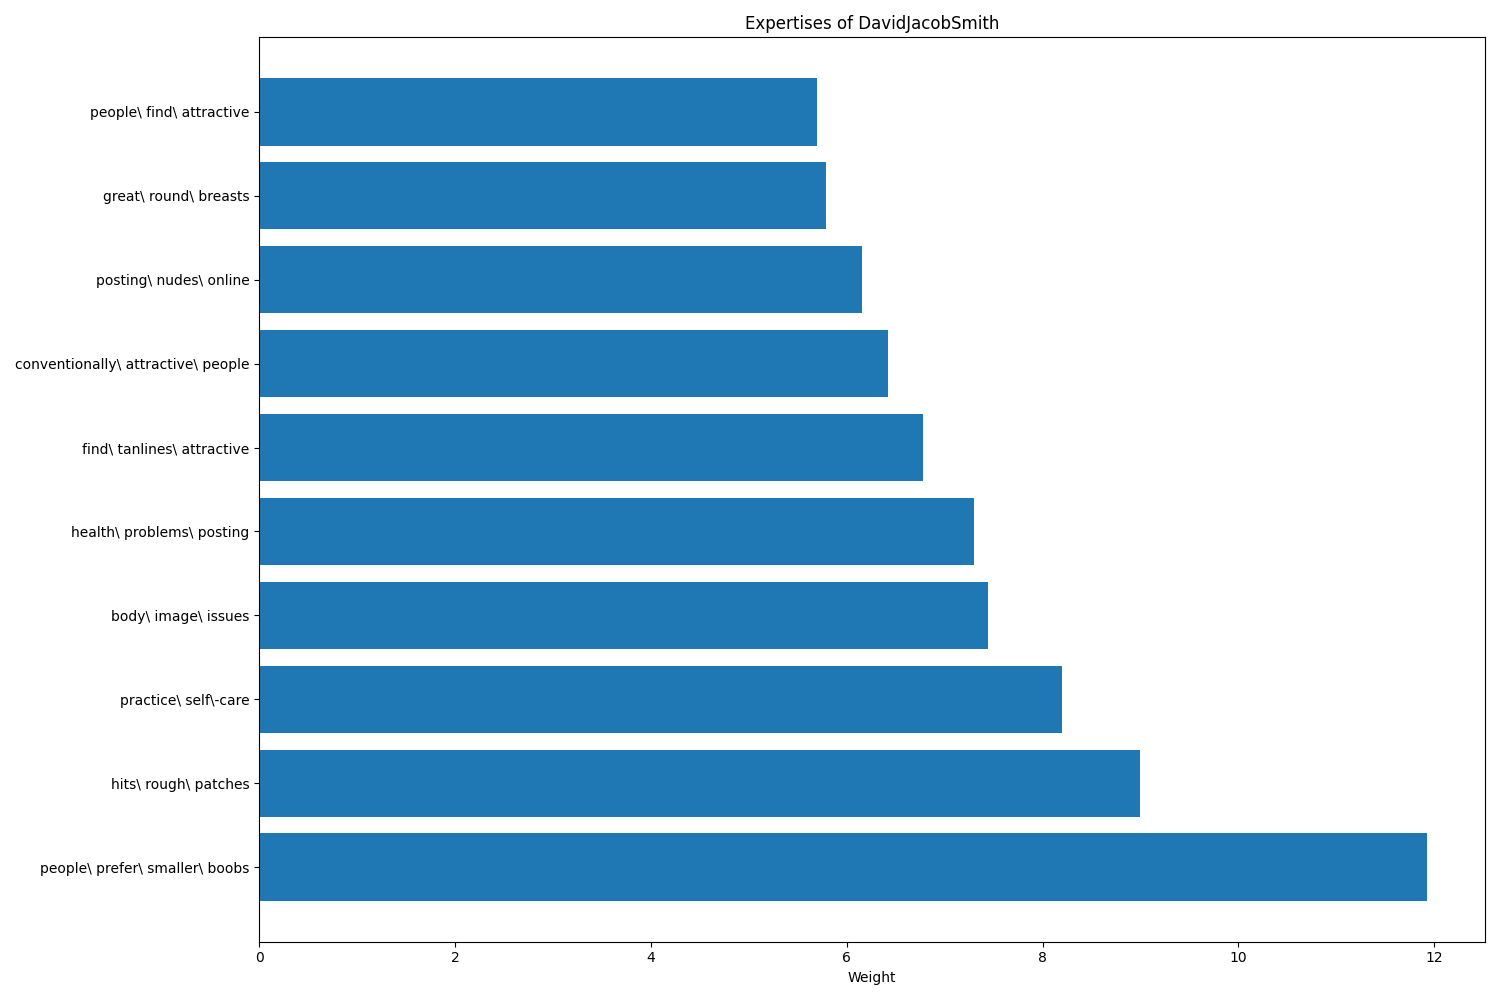 Expertises of DavidJacobSmith
people\ find\ attractive
great\ round\ breasts
posting\ nudes\ online
conventionally\ attractive\ people
find\ tanlines\ attractive
health\ problems\ posting
body\ image\ issues
practice\ self\-care
hits\ rough\ patches
people\ prefer\ smaller\ boobs
0 2 4 6 8 10 12
Weight